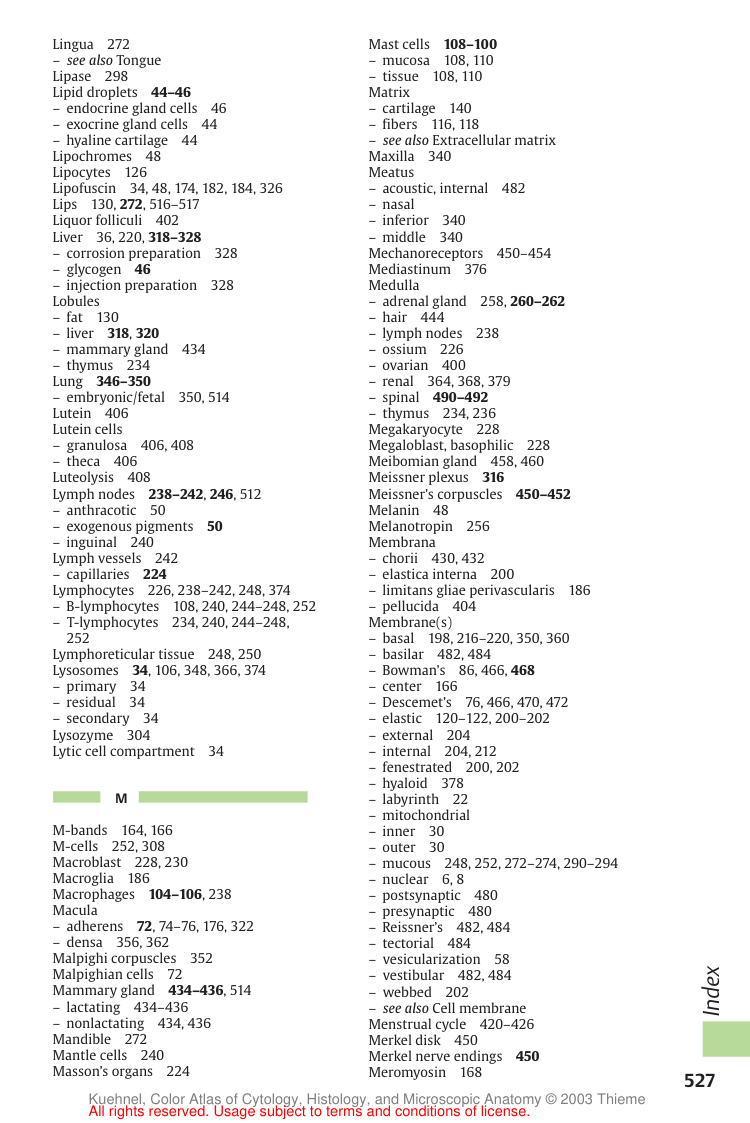 Lingua 272
– see also Tongue
Lipase 298
Lipid droplets 44–46
– endocrine gland cells 46
– exocrine gland cells 44
– hyaline cartilage 44
Lipochromes 48
Lipocytes 126
Lipofuscin 34, 48, 174, 182, 184, 326
Lips 130, 272, 516–517
Liquor folliculi 402
Liver 36, 220, 318–328
– corrosion preparation 328
– glycogen 46
– injection preparation 328
Lobules
– fat 130
– liver 318, 320
– mammary gland 434
– thymus 234
Lung 346–350
– embryonic/fetal 350, 514
Lutein 406
Lutein cells
– granulosa 406, 408
– theca 406
Luteolysis 408
Lymph nodes 238–242, 246, 512
– anthracotic 50
– exogenous pigments 50
– inguinal 240
Lymph vessels 242
– capillaries 224
Lymphocytes 226, 238–242, 248, 374
– B-lymphocytes 108, 240, 244–248, 252
– T-lymphocytes 234, 240, 244–248,
252
Lymphoreticular tissue 248, 250
Lysosomes 34, 106, 348, 366, 374
– primary 34
– residual 34
– secondary 34
Lysozyme 304
Lytic cell compartment 34
M
M-bands 164, 166
M-cells 252, 308
Macroblast 228, 230
Macroglia 186
Macrophages 104–106, 238
Macula
– adherens 72, 74–76, 176, 322
– densa 356, 362
Malpighi corpuscles 352
Malpighian cells 72
Mammary gland 434–436, 514
– lactating 434–436
– nonlactating 434, 436
Mandible 272
Mantle cells 240
Masson's organs 224
Mast cells 108–100
– mucosa 108, 110
– tissue 108, 110
Matrix
– cartilage 140
– fibers 116, 118
– see also Extracellular matrix
Maxilla 340
Meatus
– acoustic, internal 482
– nasal
– inferior 340
– middle 340
Mechanoreceptors 450–454
Mediastinum 376
Medulla
– adrenal gland 258, 260–262
– hair 444
– lymph nodes 238
– ossium 226
– ovarian 400
– renal 364, 368, 379
– spinal 490–492
– thymus 234, 236
Megakaryocyte 228
Megaloblast, basophilic 228
Meibomian gland 458, 460
Meissner plexus 316
Meissner's corpuscles 450–452
Melanin 48
Melanotropin 256
Membrana
– chorii 430, 432
– elastica interna 200
– limitans gliae perivascularis 186
– pellucida 404
Membrane(s)
– basal 198, 216–220, 350, 360
– basilar 482, 484
– Bowman's 86, 466, 468
– center 166
– Descemet's 76, 466, 470, 472
– elastic 120–122, 200–202
– external 204
– internal 204, 212
– fenestrated 200, 202
– hyaloid 378
– labyrinth 22
– mitochondrial
– inner 30
– outer 30
– mucous 248, 252, 272–274, 290–294
– nuclear 6, 8
– postsynaptic 480
– presynaptic 480
– Reissner's 482, 484
– tectorial 484
– vesicularization 58
– vestibular 482, 484
– webbed 202
– see also Cell membrane
Menstrual cycle 420–426
Merkel disk 450
Merkel nerve endings 450
Meromyosin 168
Index
527
Kuehnel, Color Atlas of Cytology, Histology, and Microscopic Anatomy © 2003 Thieme
All rights reserved. Usage subject to terms and conditions of license.